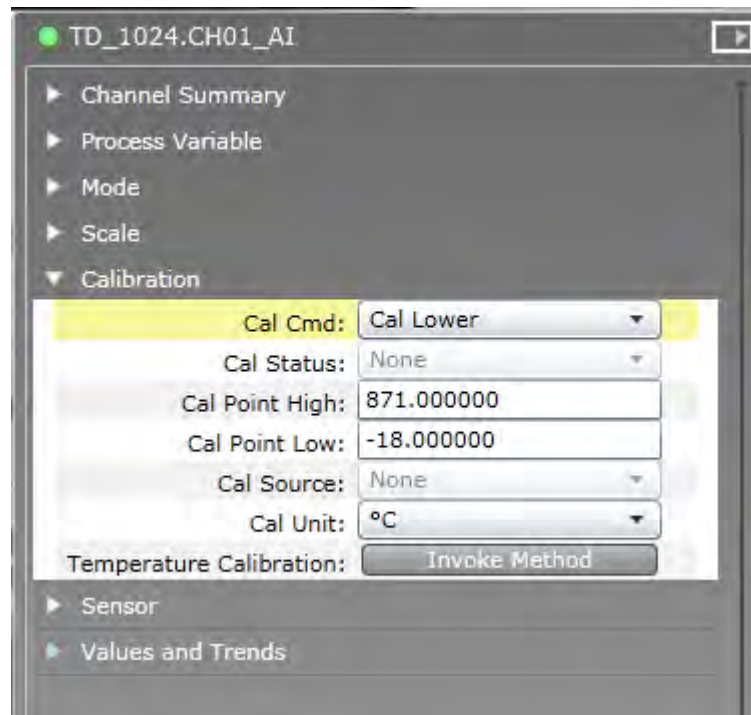 TD_1024.CH01_AI
Channel Summary
Process Variable
Mode
Scale
Calibration
Cal Cmd: Cal Lower
Cal Status: None
Cal Point High: 871.000000
Cal Point Low: -18.000000
Cal Source: None
Cal Unit: °C
Temperature Calibration: Invoke Method
Sensor
Values and Trends